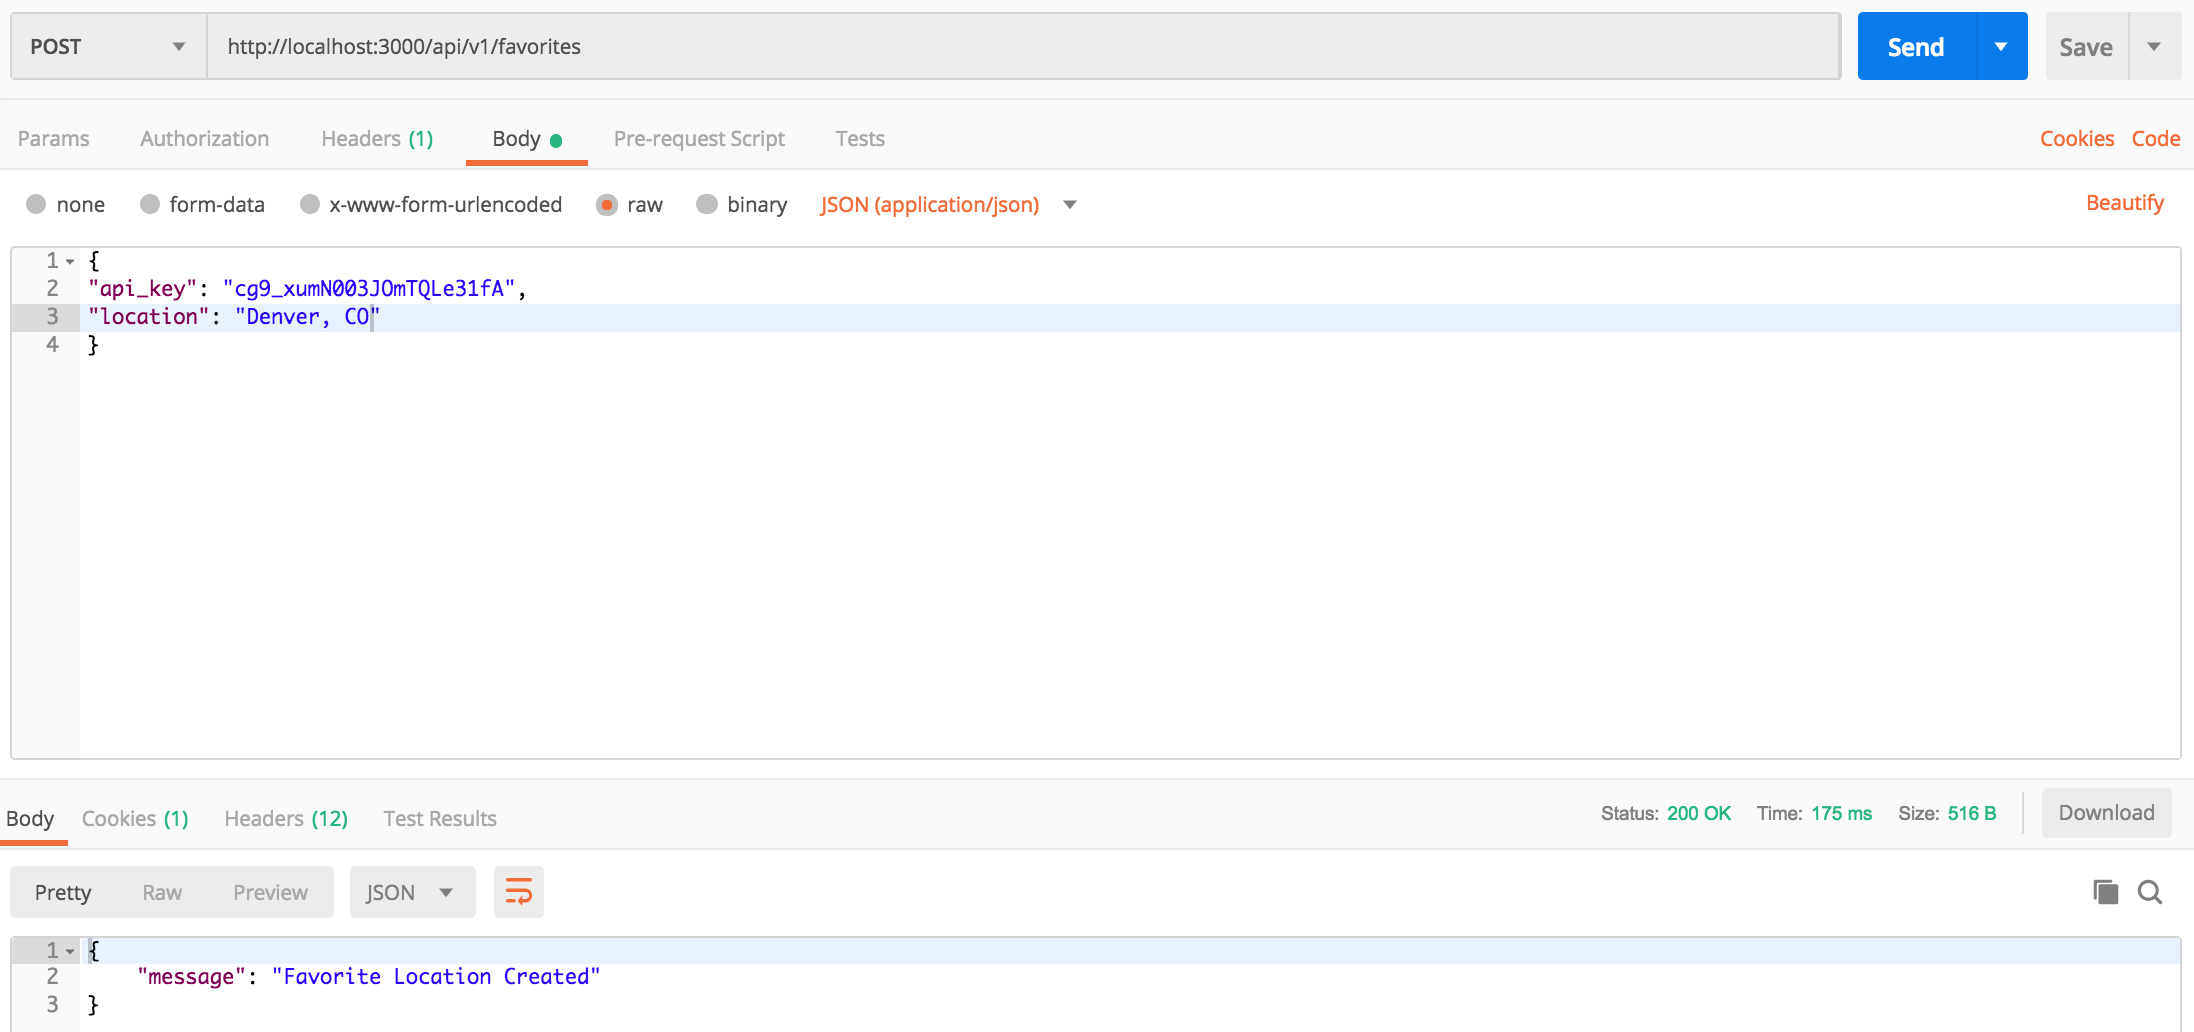 POST http://localhost:3000/api/v1/favorites Send Save
Params Authorization Headers (1) Body Pre-request Script Tests Cookies Code
none form-data x-www-form-urlencoded raw binary JSON (application/json) Beautify
1 {
2 "api_key": "cg9_xumN003JOmTQLe31fA",
3 "location": "Denver, CO"
4 }
Body Cookies (1) Headers (12) Test Results Status: 200 OK Time: 175 ms Size: 516 B Download
Pretty Raw Preview JSON
1 {
2 "message": "Favorite Location Created"
3 }